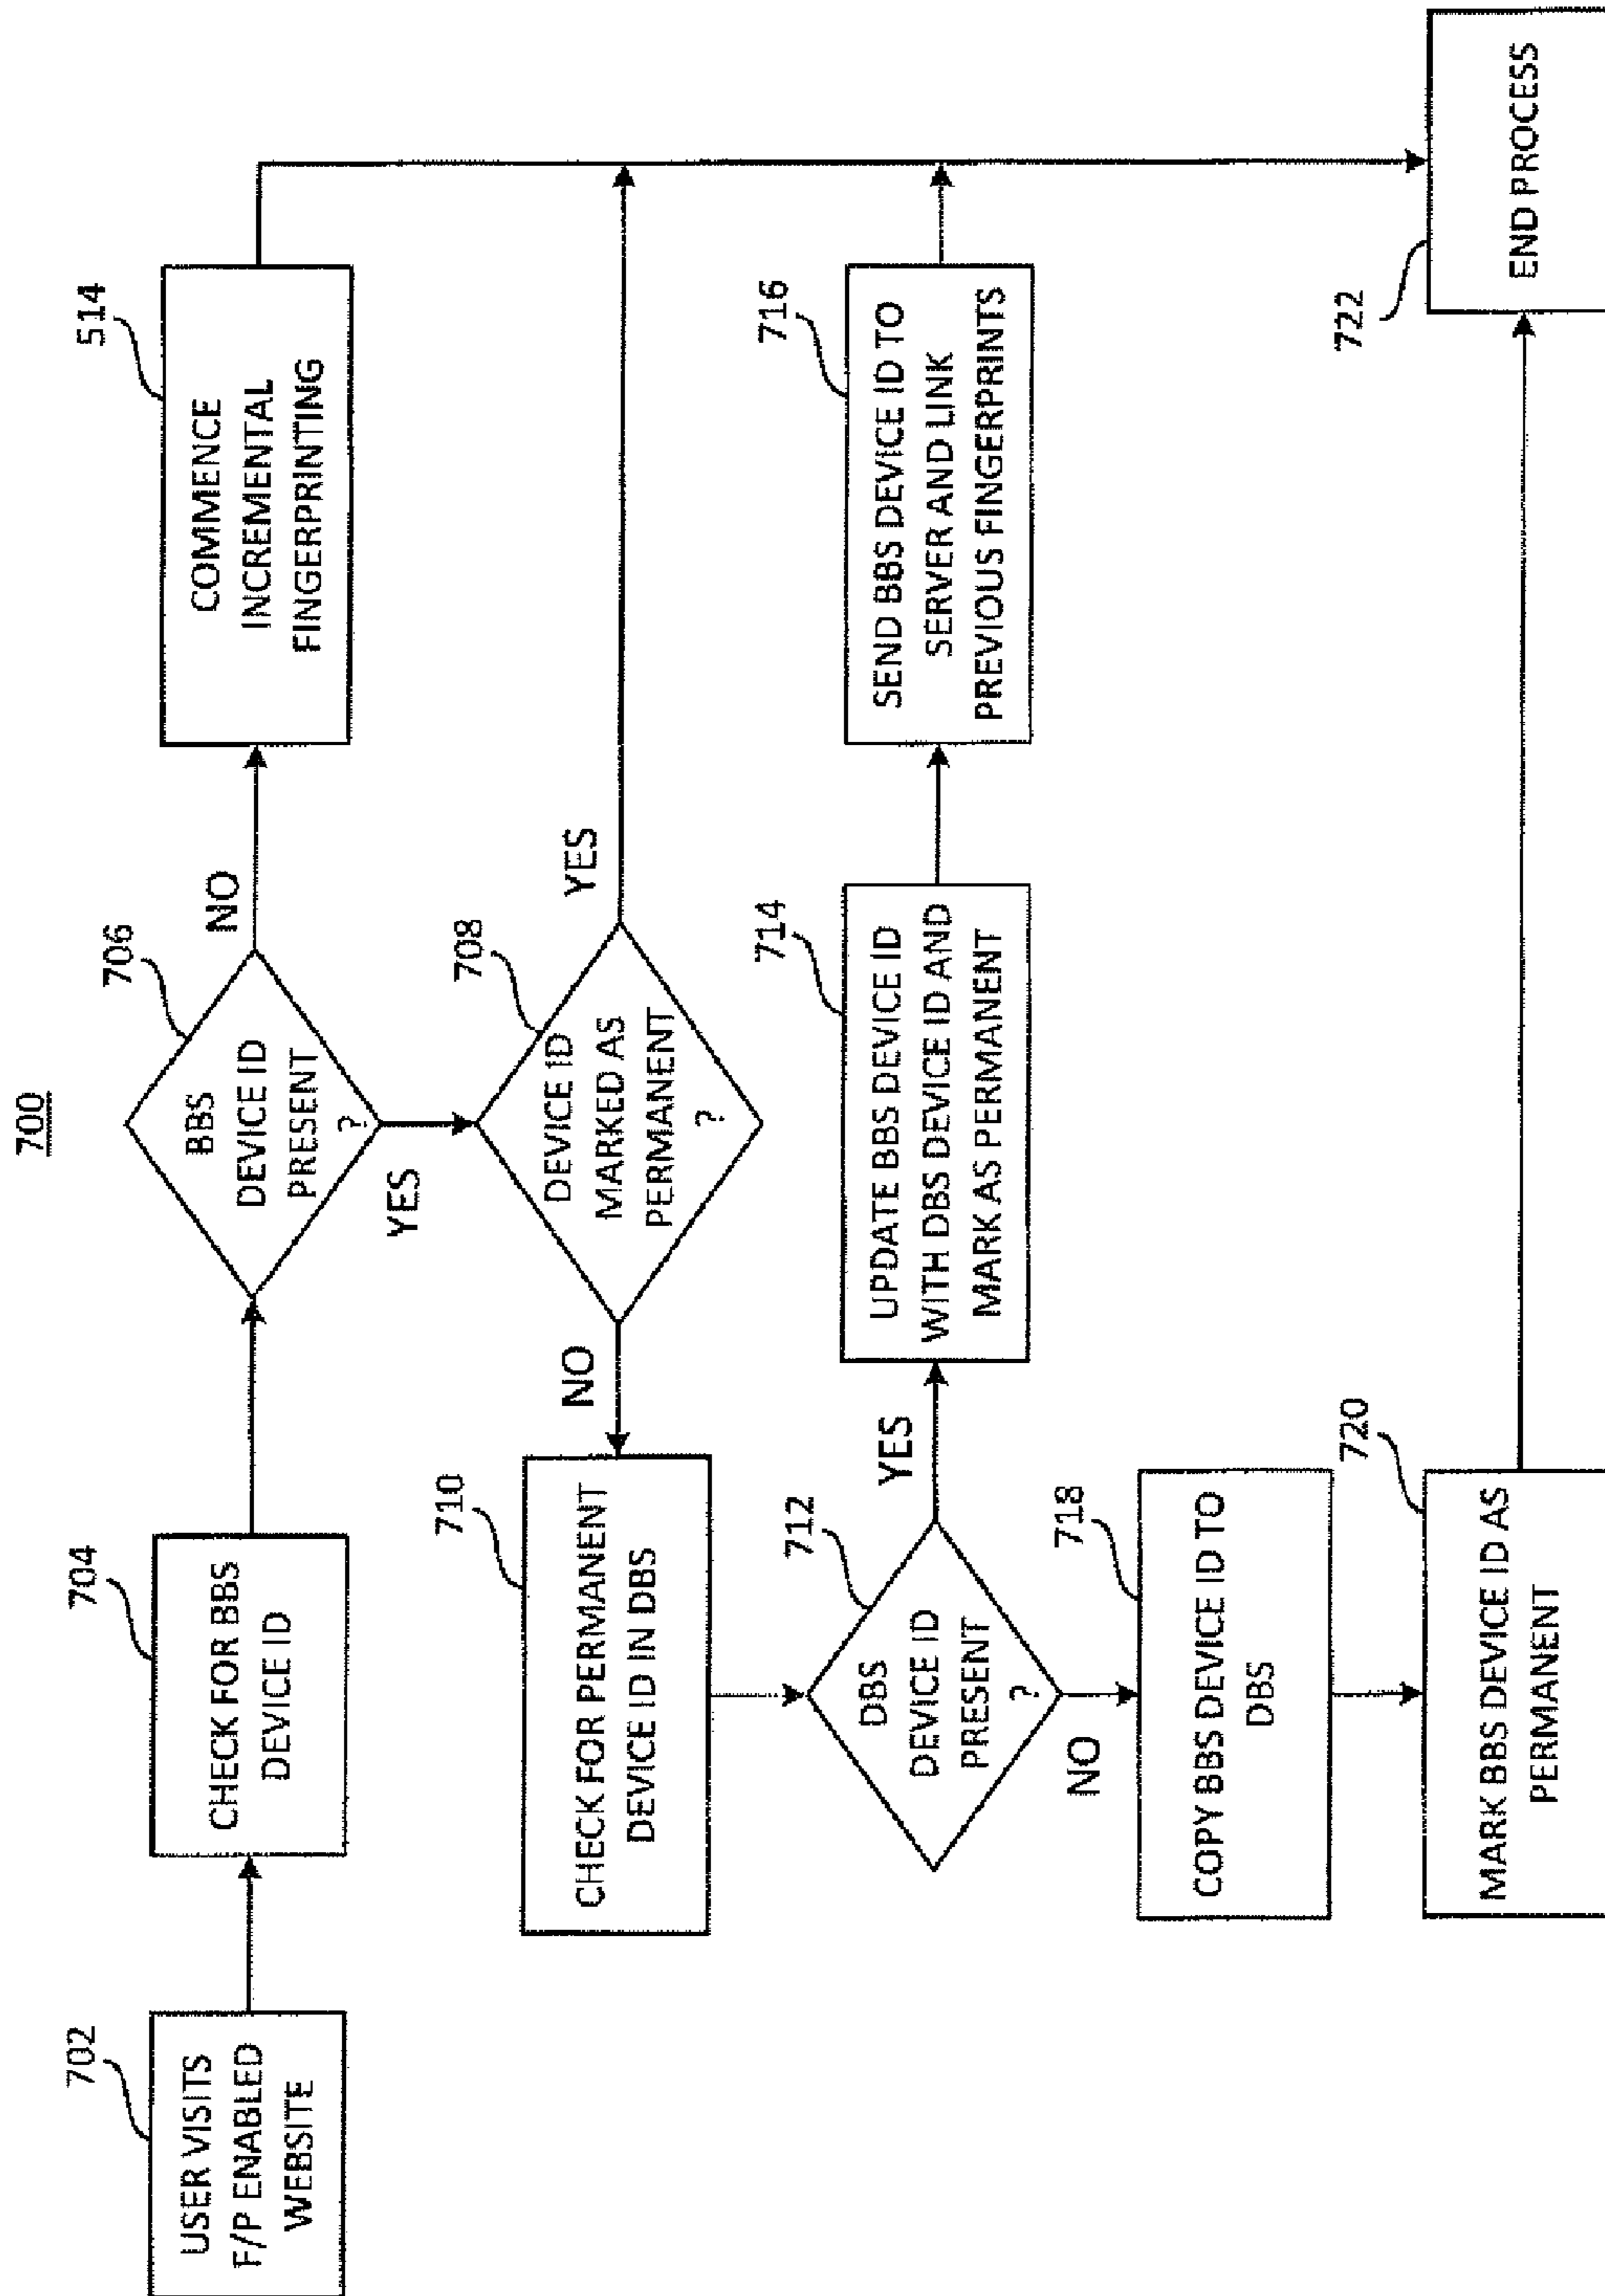 700
702
USER VISITS
F/P ENABLED
WEBSITE
704
CHECK FOR BBS
DEVICE ID
706
BBS
DEVICE ID
PRESENT
?
NO
YES
514
COMMENCE
INCREMENTAL
FINGERPRINTING
708
DEVICE ID
MARKED AS
PERMANENT
?
YES
NO
710
CHECK FOR PERMANENT
DEVICE ID IN DBS
712
DBS
DEVICE ID
PRESENT
?
YES
NO
714
UPDATE BBS DEVICE ID
WITH DBS DEVICE ID AND
MARK AS PERMANENT
716
SEND BBS DEVICE ID TO
SERVER AND LINK
PREVIOUS FINGERPRINTS
718
COPY BBS DEVICE ID TO
DBS
720
MARK BBS DEVICE ID AS
PERMANENT
722
END PROCESS